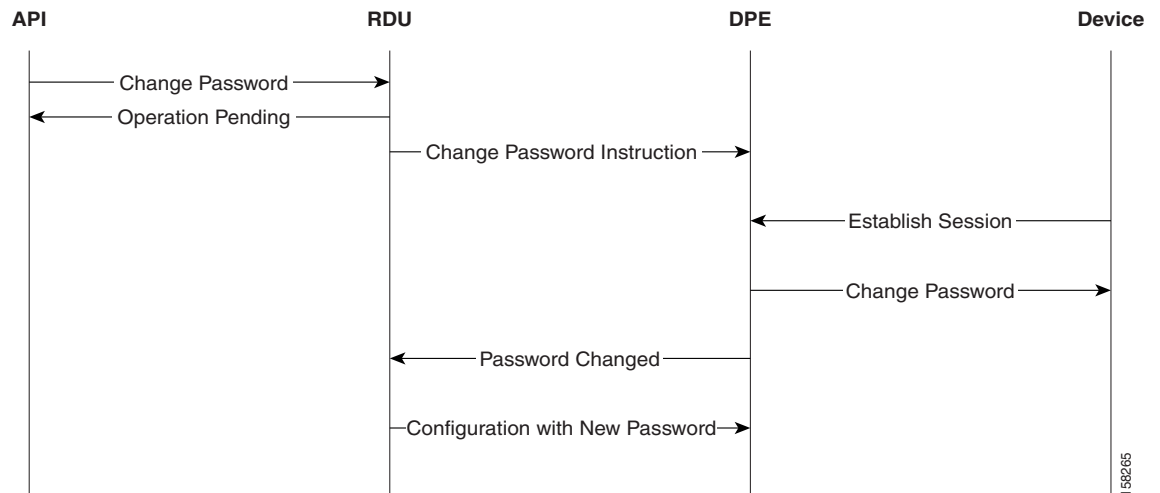 API
RDU
DPE
Device
Change Password
Operation Pending
Change Password Instruction
Establish Session
Change Password
Password Changed
Configuration with New Password
158265